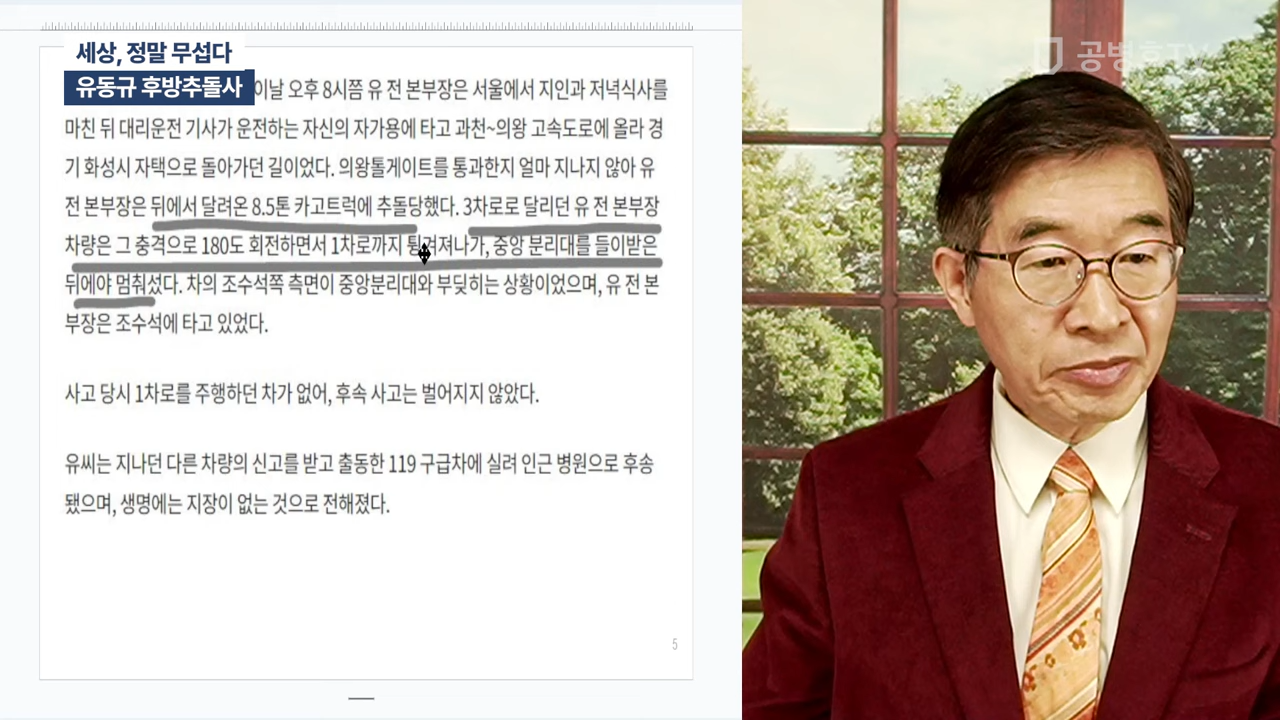 세상, 정말 무섭다
유동규 후방추돌사
이날 오후 8시쯤 유 전 본부장은 서울에서 지인과 저녁식사를
마친 뒤 대리운전 기사가 운전하는 자신의 자가용에 타고 과천~의왕 고속도로에 올라 경
기 화성시 자택으로 돌아가던 길이었다. 의왕톨게이트를 통과한지 얼마 지나지 않아 유
전 본부장은 뒤에서 달려온 8.5톤 카고트럭에 추돌당했다. 3차로로 달리던 유 전 본부장
차량은 그 충격으로 180도 회전하면서 1차로까지 튕겨져나가, 중앙 분리대를 들이받은
뒤에야 멈춰섰다. 차의 조수석쪽 측면이 중앙분리대와 부딪히는 상황이었으며, 유 전 본
부장은 조수석에 타고 있었다.
사고 당시 1차로를 주행하던 차가 없어, 후속 사고는 벌어지지 않았다.
유씨는 지나던 다른 차량의 신고를 받고 출동한 119 구급차에 실려 인근 병원으로 후송
됐으며, 생명에는 지장이 없는 것으로 전해졌다.
5
공병호TV